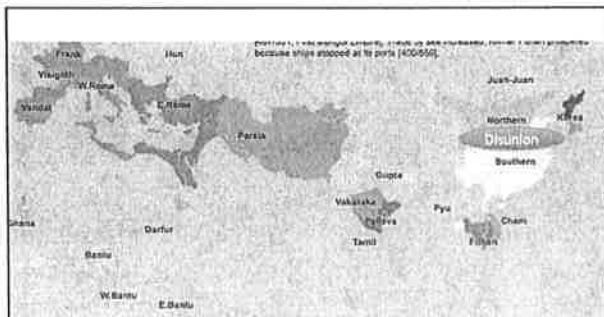 because ships stopped at its ports [400/550].
Frank
Hun
Visigoth
W.Rome
Juan-Juan
Vandal
E.Rome
Northern
Korea
Persia
Disunion
Southern
Gupta
Vakataka
Pallava
Pyu
Cham
Ghana
Darfur
Tamil
Funan
Bantu
W.Bantu
E.Bantu